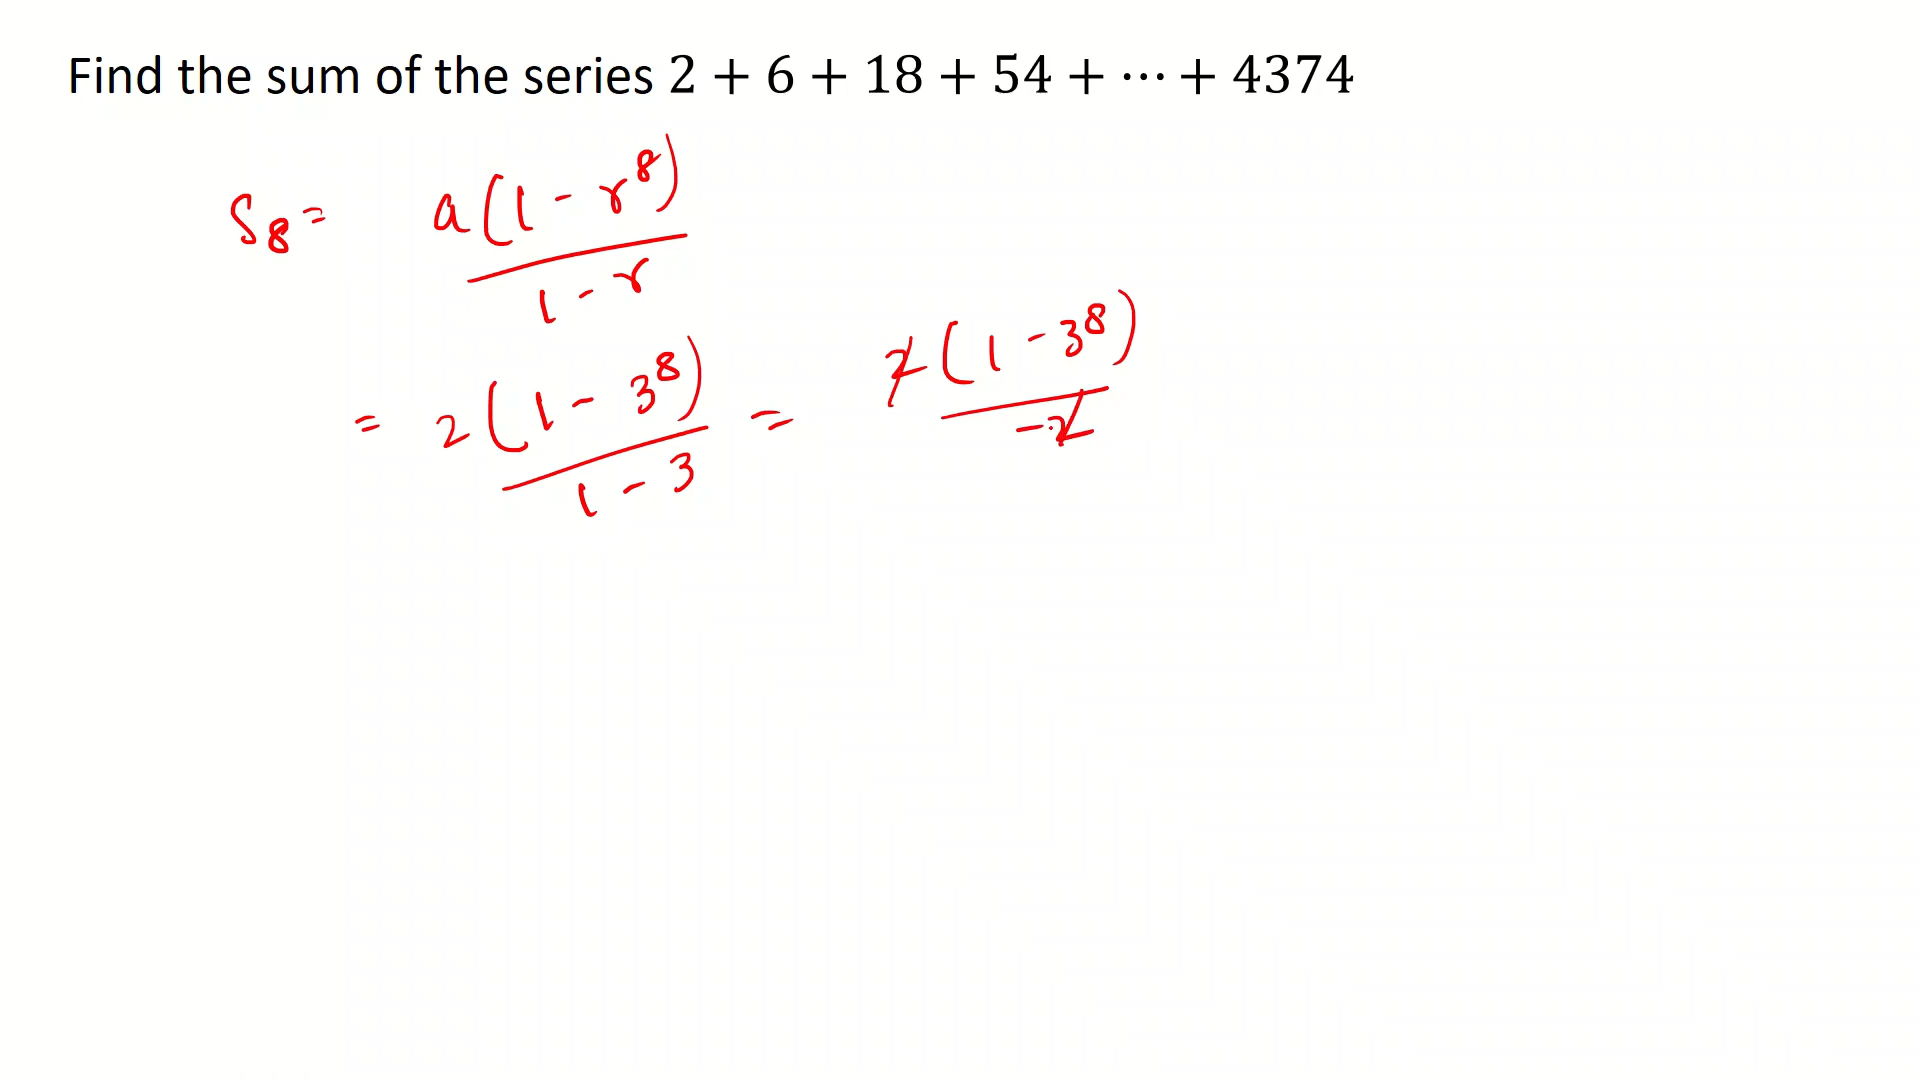 Find the sum of the series 2 + 6 + 18 + 54 + ⋯ + 4374
S₈ = a(1 - r⁸) / 1 - r
= 2(1 - 3⁸) / 1 - 3 = 2(1 - 3⁸) / -2